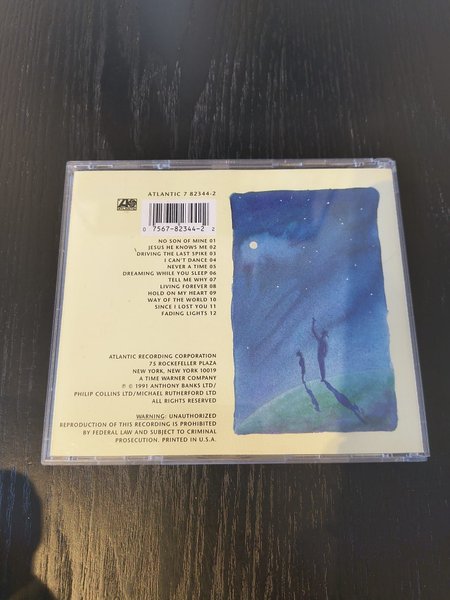 ATLANTIC 7 82344-2
0 7567-82344-2 2
NO SON OF MINE 01
JESUS HE KNOWS ME 02
DRIVING THE LAST SPIKE 03
I CAN'T DANCE 04
NEVER A TIME 05
DREAMING WHILE YOU SLEEP 06
TELL ME WHY 07
LIVING FOREVER 08
HOLD ON MY HEART 09
WAY OF THE WORLD 10
SINCE I LOST YOU 11
FADING LIGHTS 12
ATLANTIC RECORDING CORPORATION
75 ROCKEFELLER PLAZA
NEW YORK, NEW YORK 10019
A TIME WARNER COMPANY
℗ © 1991 ANTHONY BANKS LTD/
PHILIP COLLINS LTD/MICHAEL RUTHERFORD LTD
ALL RIGHTS RESERVED
WARNING: UNAUTHORIZED
REPRODUCTION OF THIS RECORDING IS PROHIBITED
BY FEDERAL LAW AND SUBJECT TO CRIMINAL
PROSECUTION. PRINTED IN U.S.A.